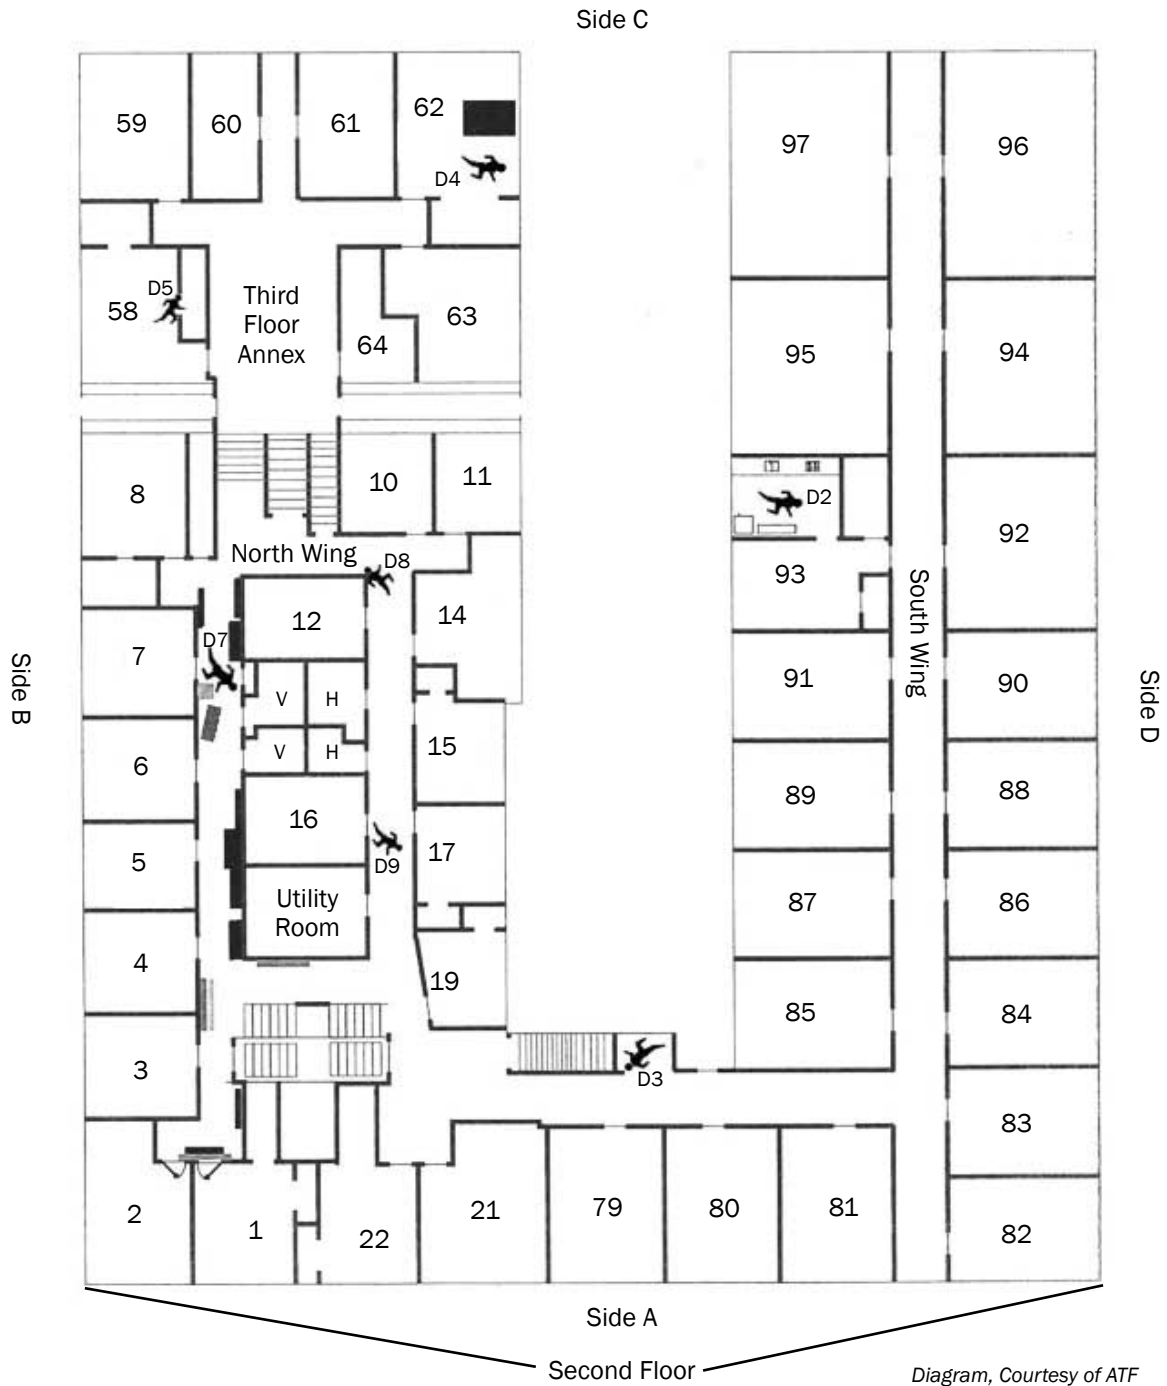 Side C
59
60
61
62
D4
97
96
58
D5
Third
Floor
Annex
64
63
95
94
8
10
11
D2
92
North Wing
D8
93
South Wing
12
14
7
D7
V
H
91
90
Side B
Side D
V
H
15
6
89
88
16
5
D9
17
Utility
Room
87
86
4
19
85
84
3
D3
83
2
1
22
21
79
80
81
82
Side A
Second Floor
Diagram, Courtesy of ATF